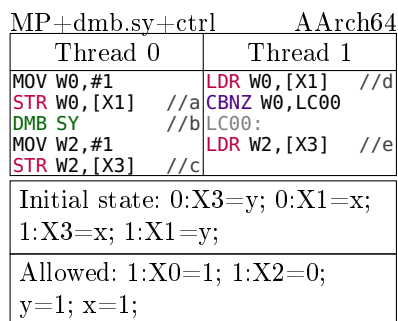 MP+dmb.sy+ctrl AArch64
Thread 0 Thread 1
MOV W0,#1 LDR W0,[X1] //d
STR W0,[X1] //a CBNZ W0,LC00
DMB SY //b LC00:
MOV W2,#1 LDR W2,[X3] //e
STR W2,[X3] //c
Initial state: 0:X3=y; 0:X1=x;
1:X3=x; 1:X1=y;
Allowed: 1:X0=1; 1:X2=0;
y=1; x=1;